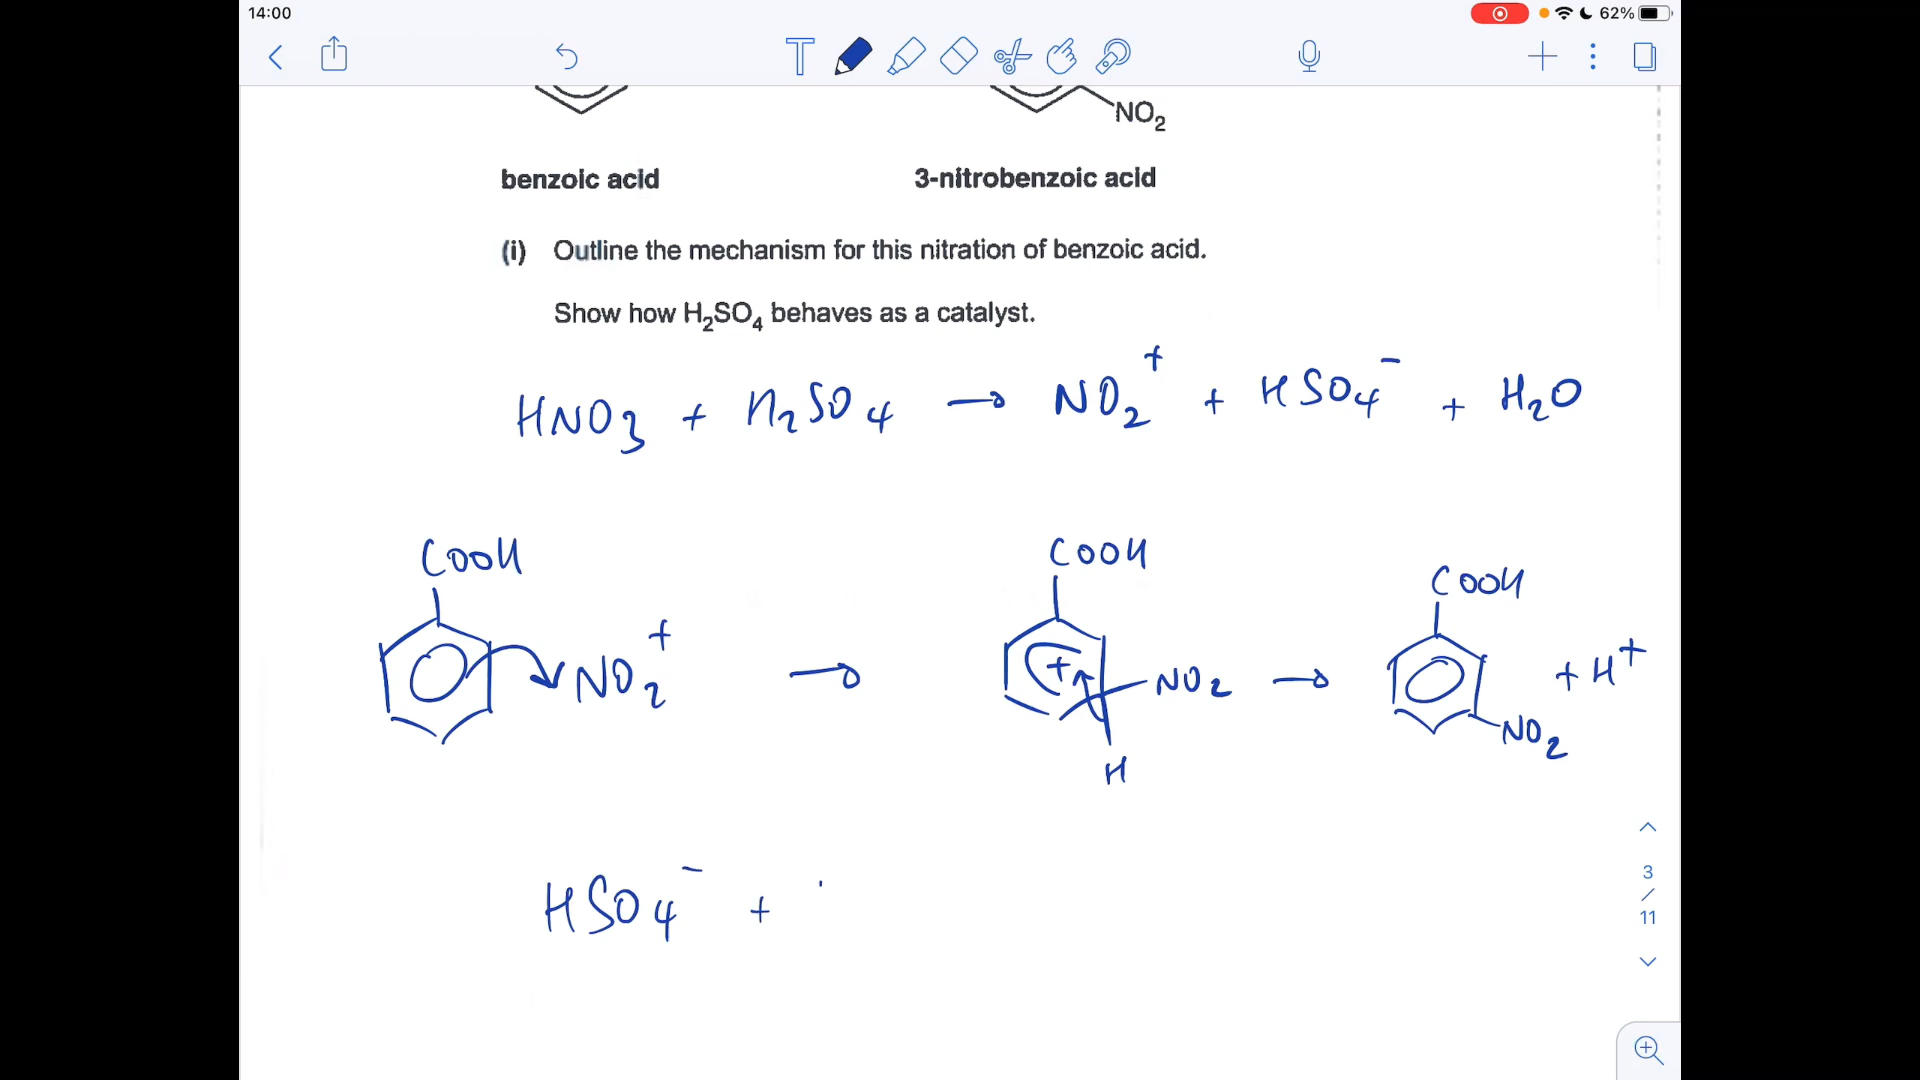 14:00
62%
T
NO₂
benzoic acid
3-nitrobenzoic acid
(i) Outline the mechanism for this nitration of benzoic acid.
Show how H₂SO₄ behaves as a catalyst.
HNO₃ + H₂SO₄ → NO₂⁺ + HSO₄⁻ + H₂O
COOH
COOH
COOH
NO₂⁺ →
+
NO₂ →
+ H⁺
NO₂
H
HSO₄⁻ +
3
/
11